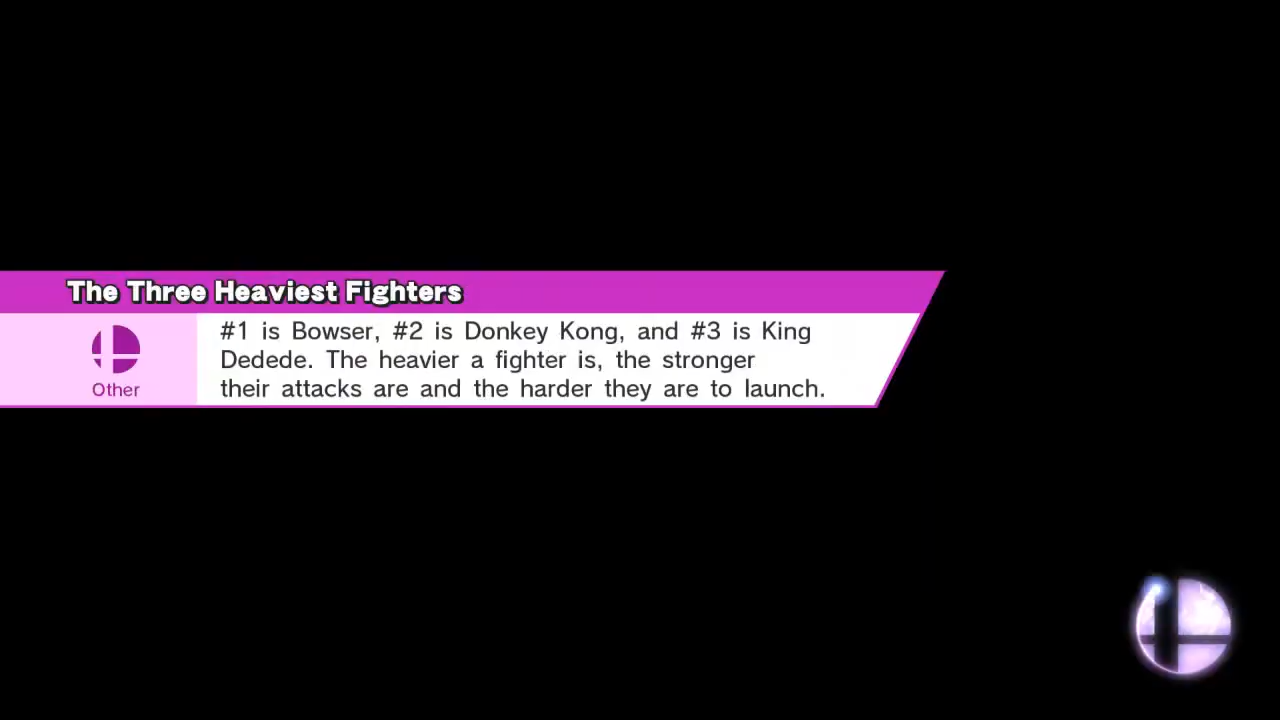 The Three Heaviest Fighters
#1 is Bowser, #2 is Donkey Kong, and #3 is King
Dedede. The heavier a fighter is, the stronger
their attacks are and the harder they are to launch.
Other